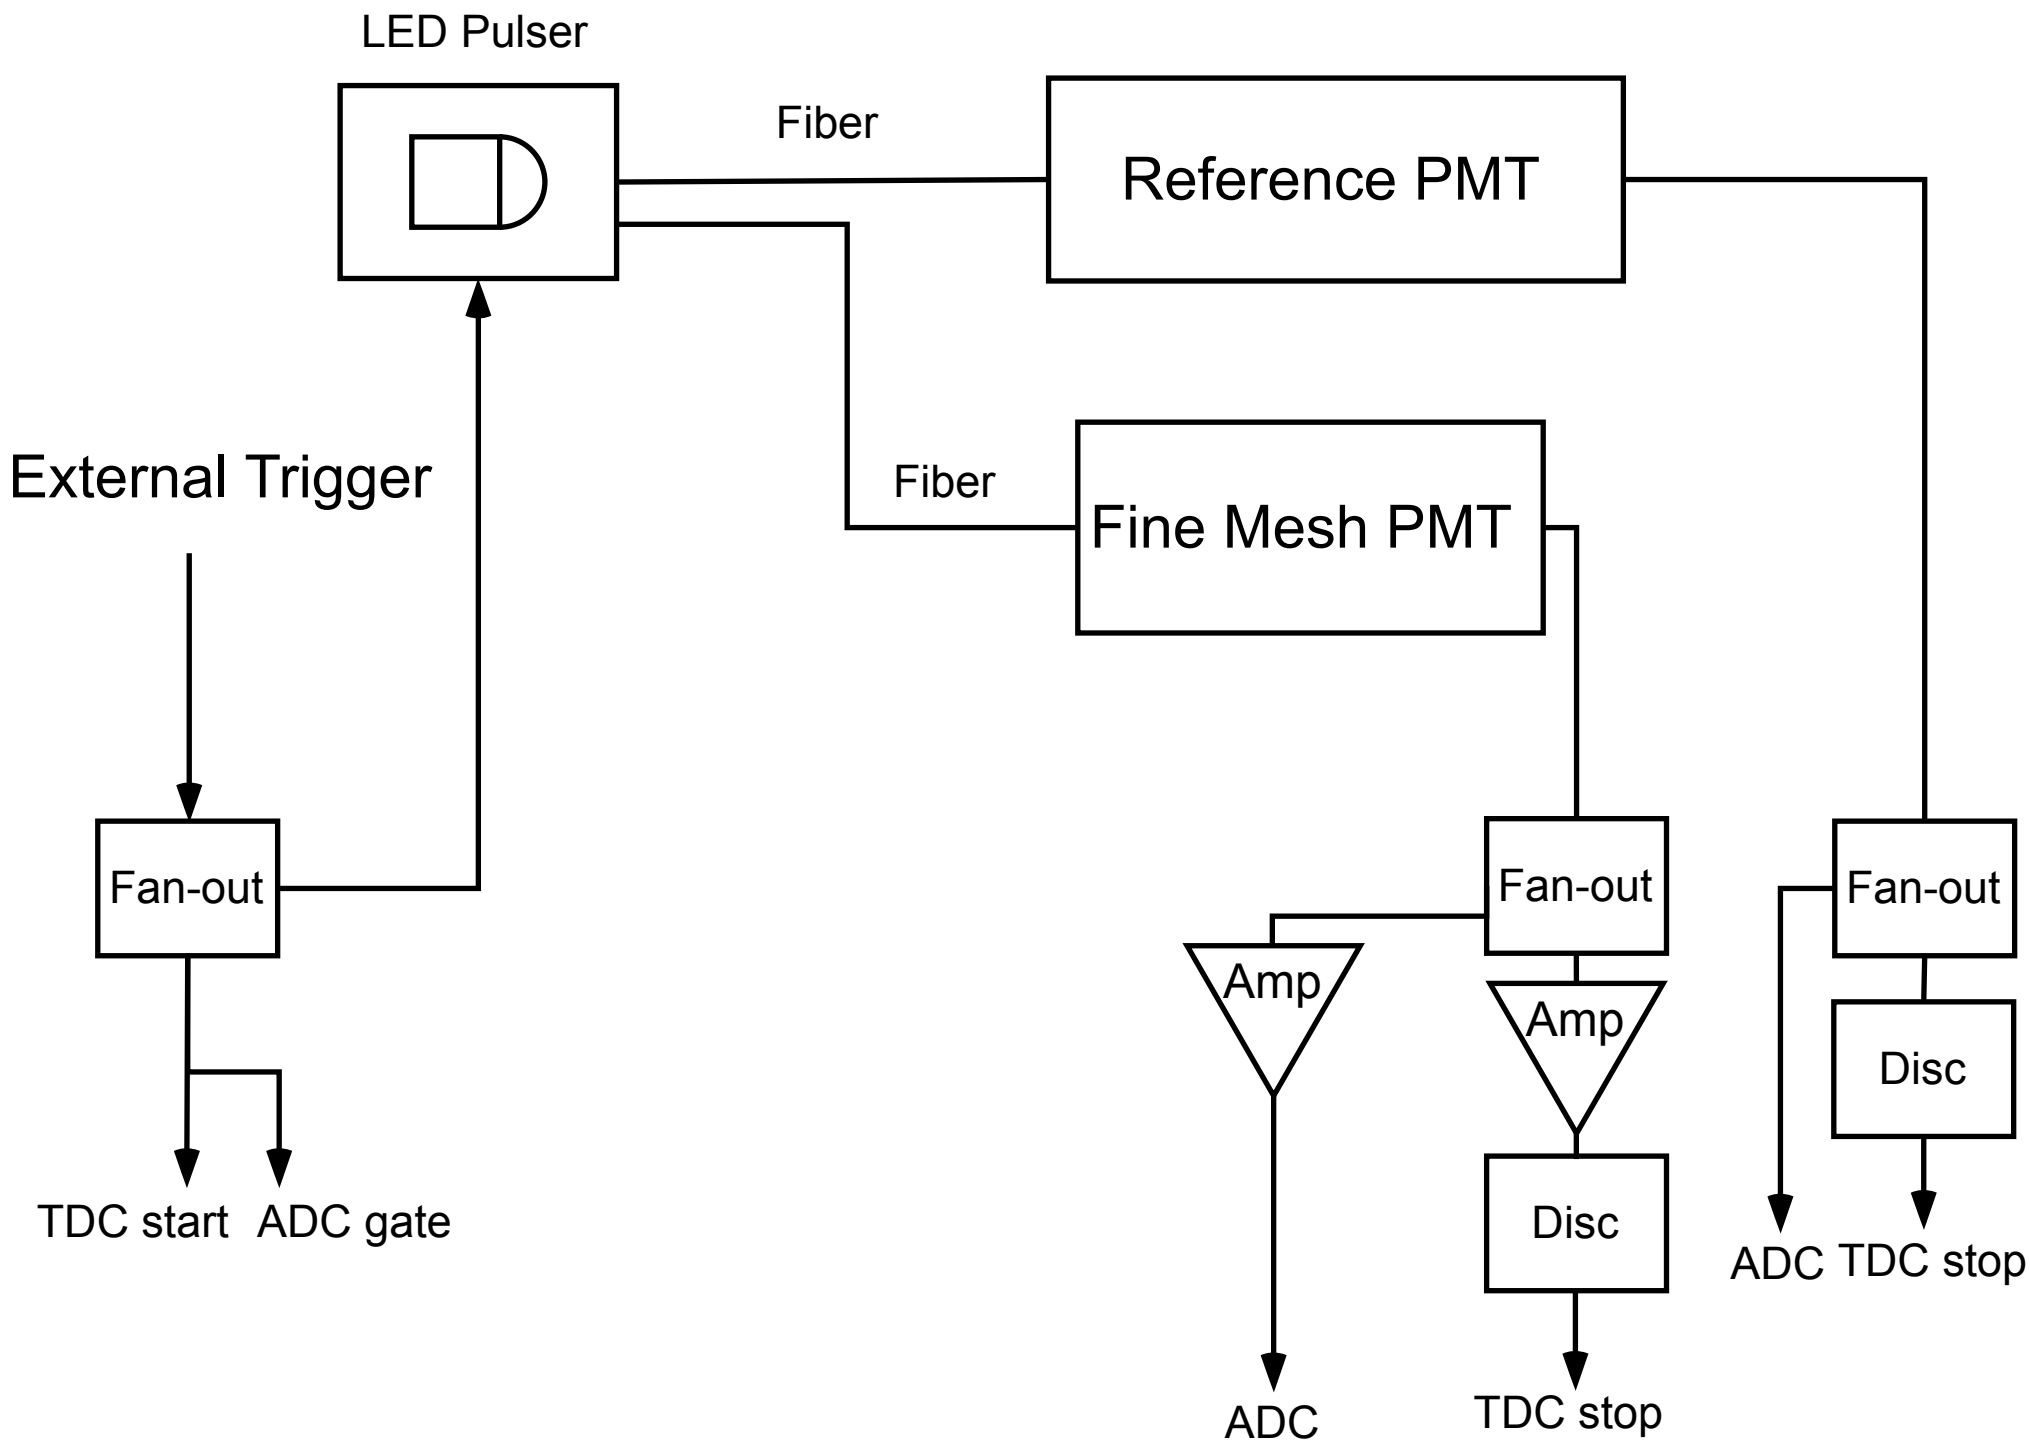 LED Pulser
Fiber
Reference PMT
External Trigger
Fiber
Fine Mesh PMT
Fan-out
Fan-out
Fan-out
Amp
Amp
Disc
TDC start
ADC gate
Disc
ADC
TDC stop
ADC
TDC stop